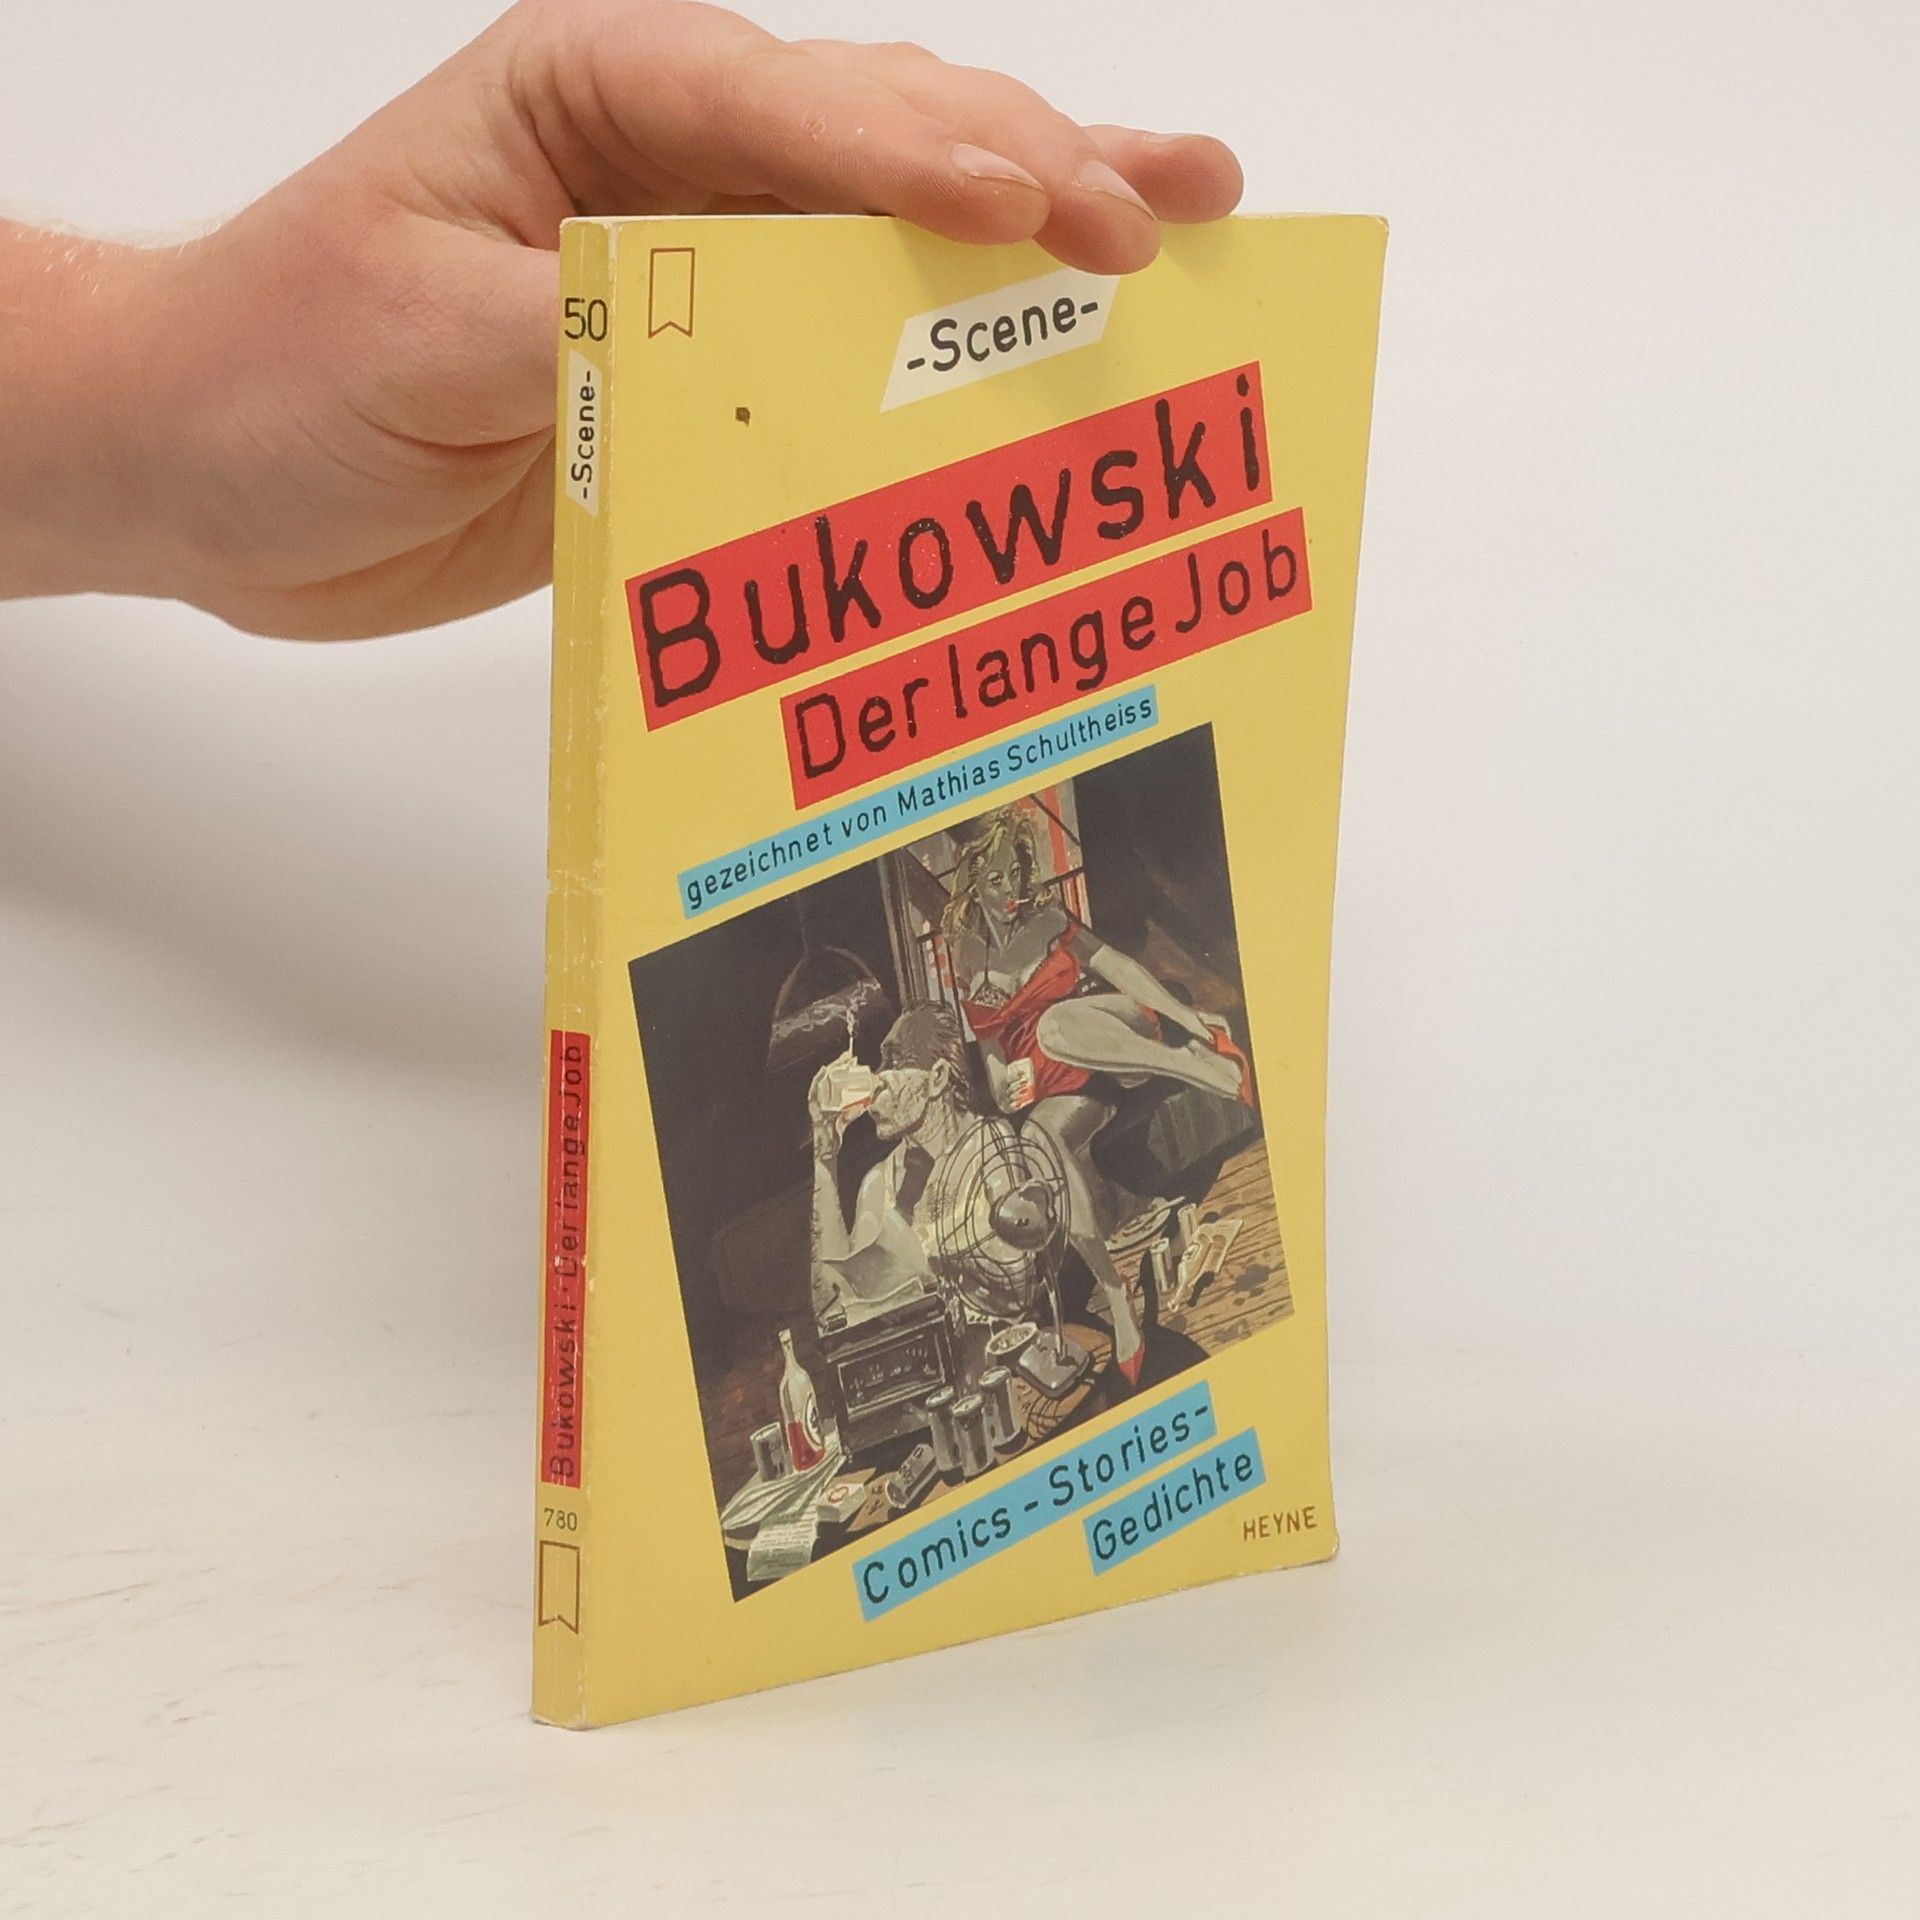 50
-Scene-
Bukowski · Der lange Job
780
-Scene-
Bukowski
Der lange Job
gezeichnet von Mathias Schultheiss
Comics - Stories -
Gedichte
HEYNE